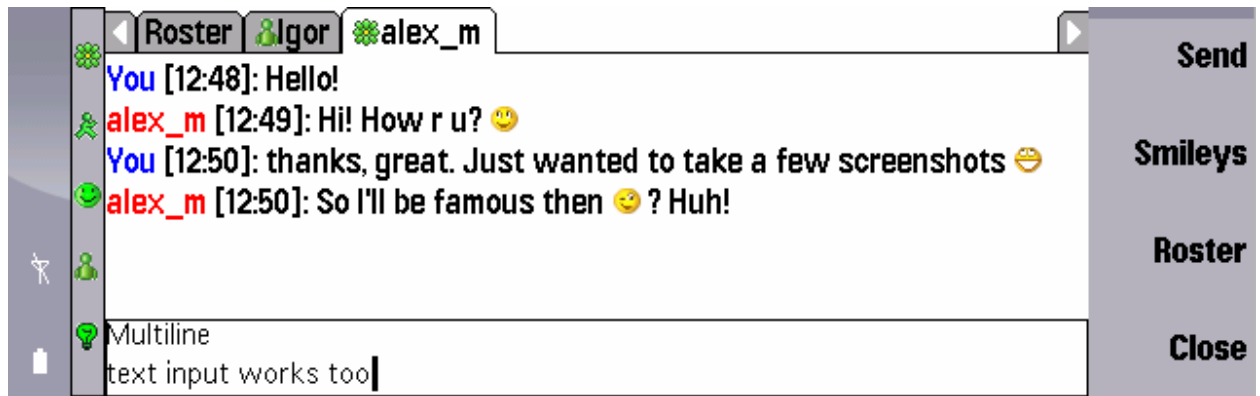 Roster Igor alex_m
You [12:48]: Hello!
alex_m [12:49]: Hi! How r u?
You [12:50]: thanks, great. Just wanted to take a few screenshots
alex_m [12:50]: So I'll be famous then ? Huh!
Multiline
text input works too
Send
Smileys
Roster
Close